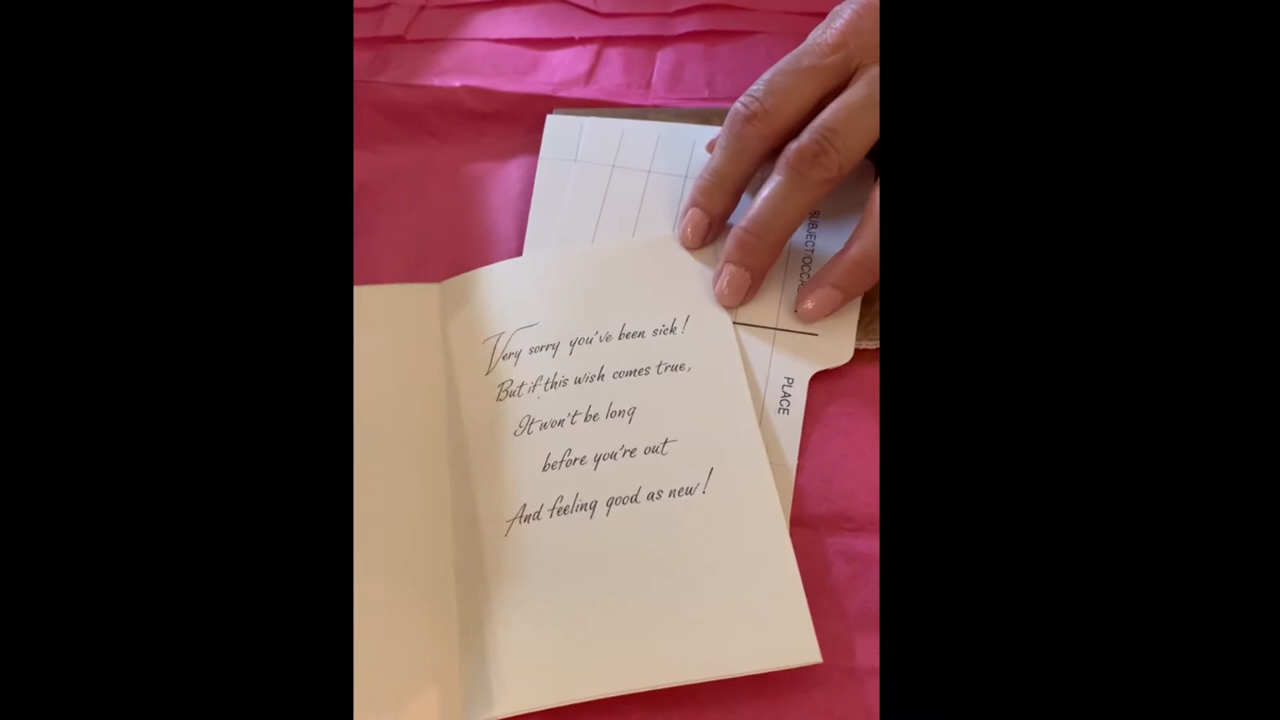 Very sorry you've been sick!
But if this wish comes true,
It won't be long
before you're out
And feeling good as new!
PLACE